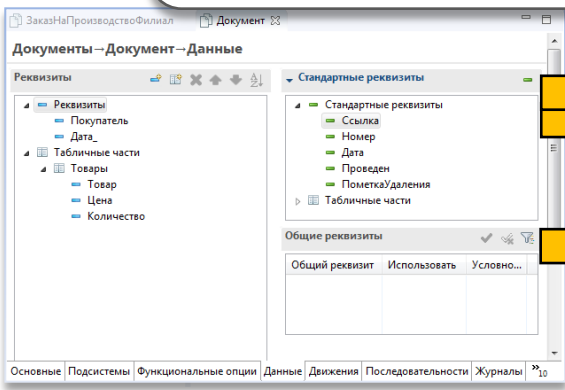 ЗаказНаПроизводствоФилиал Документ
Документы→Документ→Данные
Реквизиты
Реквизиты
Покупатель
Дата_
Табличные части
Товары
Товар
Цена
Количество
Стандартные реквизиты
Стандартные реквизиты
Ссылка
Номер
Дата
Проведен
ПометкаУдаления
Табличные части
Общие реквизиты
Общий реквизит Использовать Условно...
Основные Подсистемы Функциональные опции Данные Движения Последовательности Журналы »10